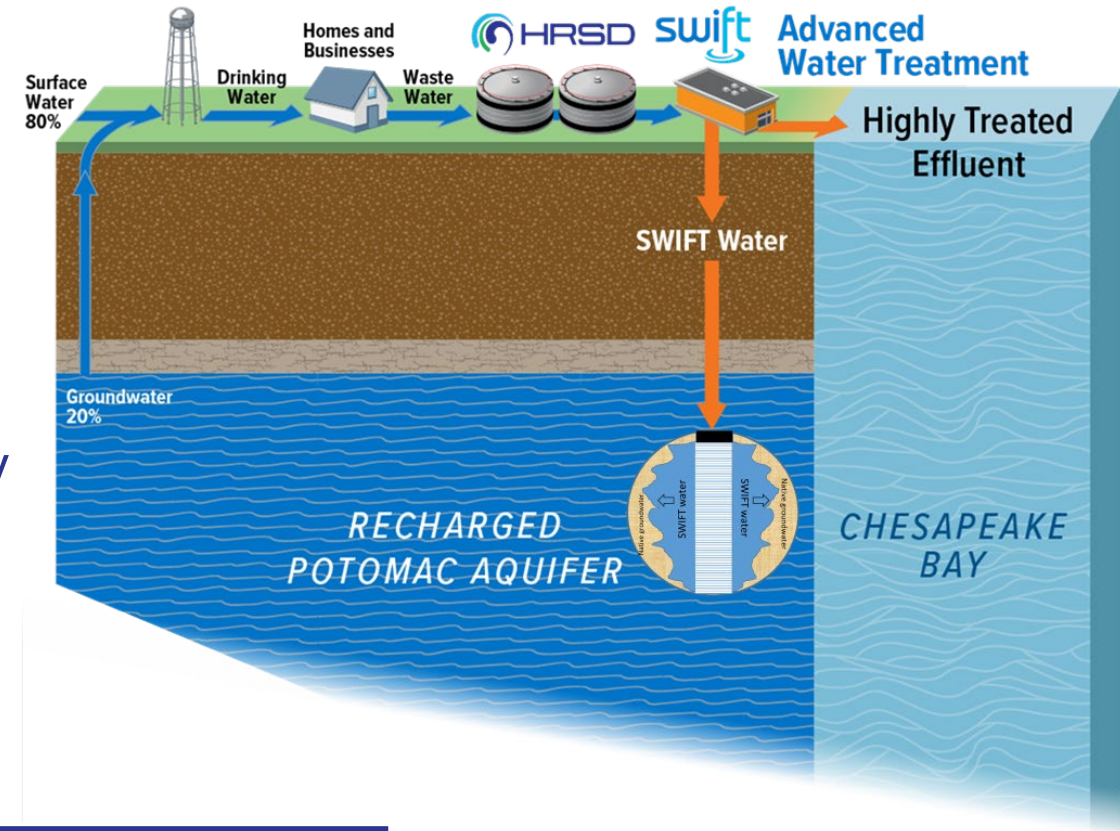 HRSD
swift
Advanced
Water Treatment
Homes and
Businesses
Surface
Water
80%
Drinking
Water
Waste
Water
Highly Treated
Effluent
SWIFT Water
Groundwater
20%
y
Native groundwater
SWIFT water
SWIFT water
Native groundwater
RECHARGED
POTOMAC AQUIFER
CHESAPEAKE
BAY